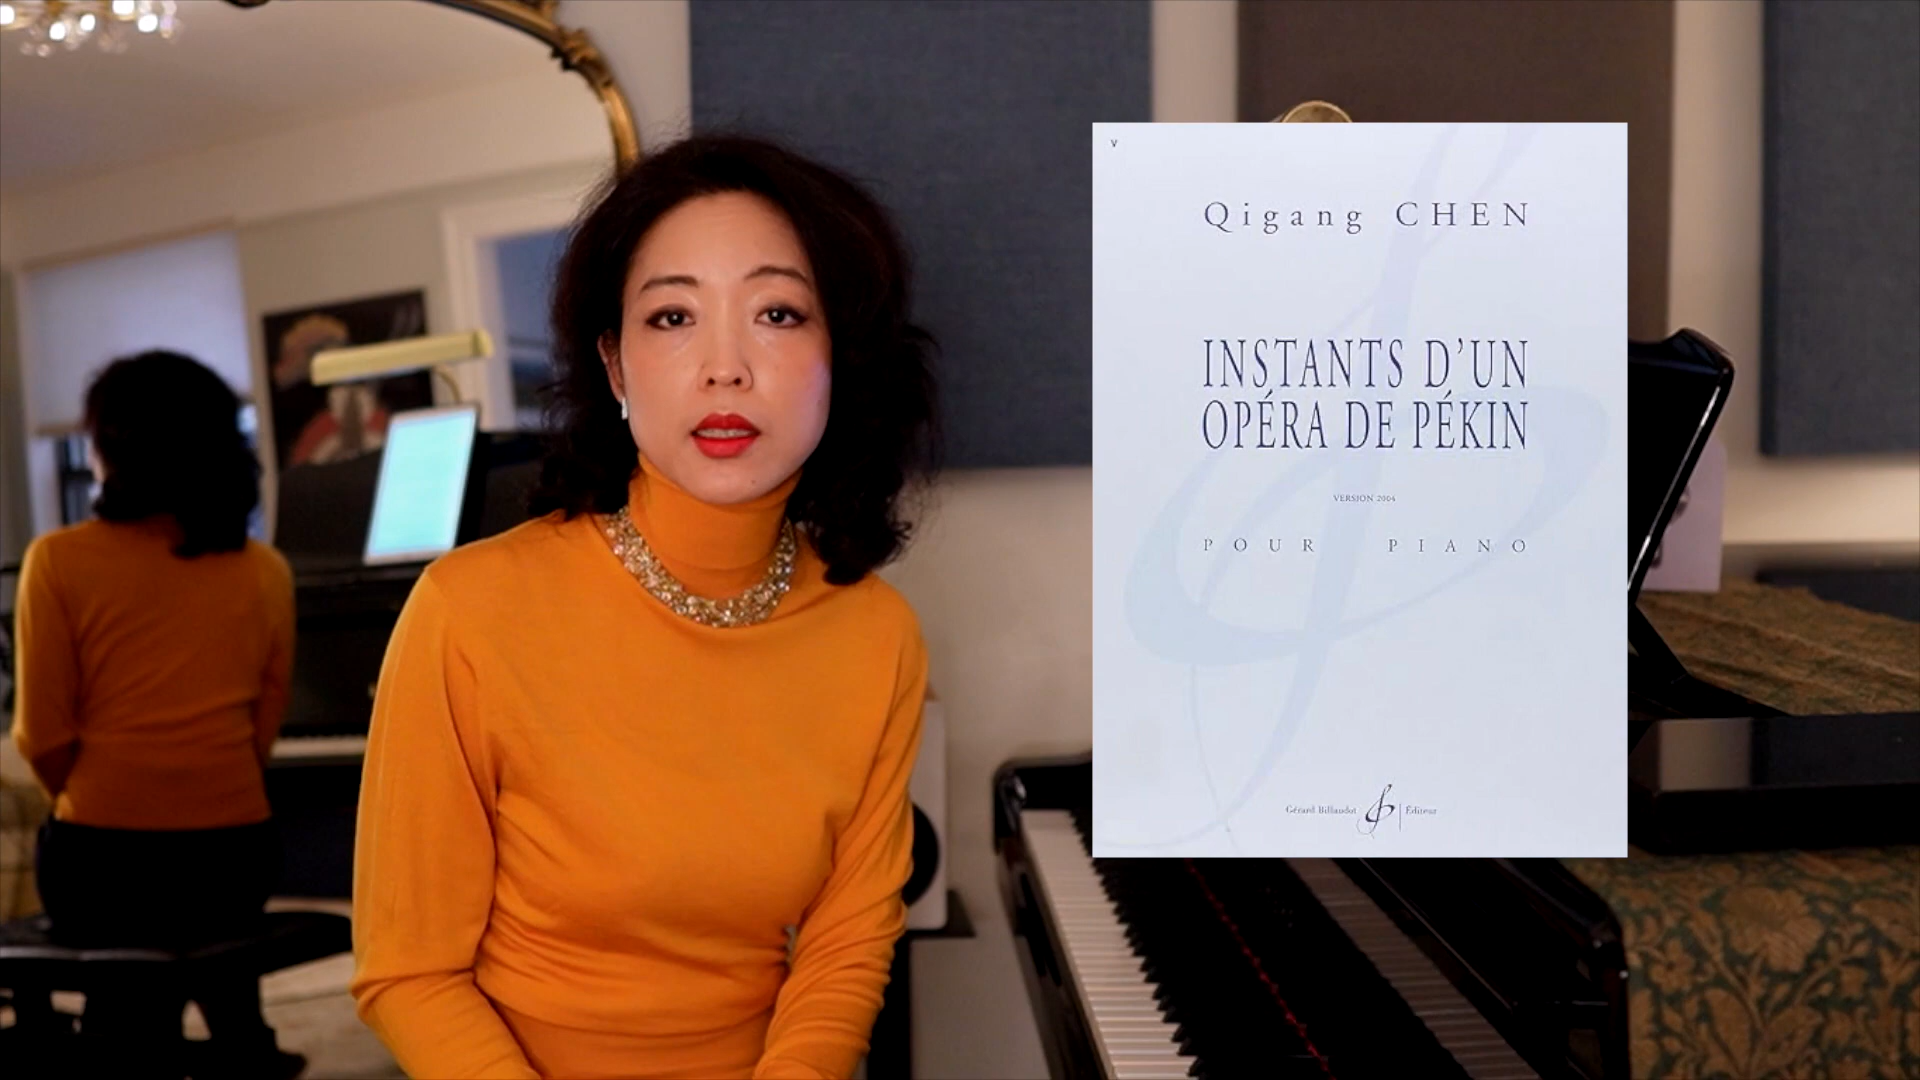 V
Qigang CHEN
INSTANTS D'UN
OPÉRA DE PÉKIN
VERSION 2004
POUR PIANO
Gérard Billaudot Éditeur